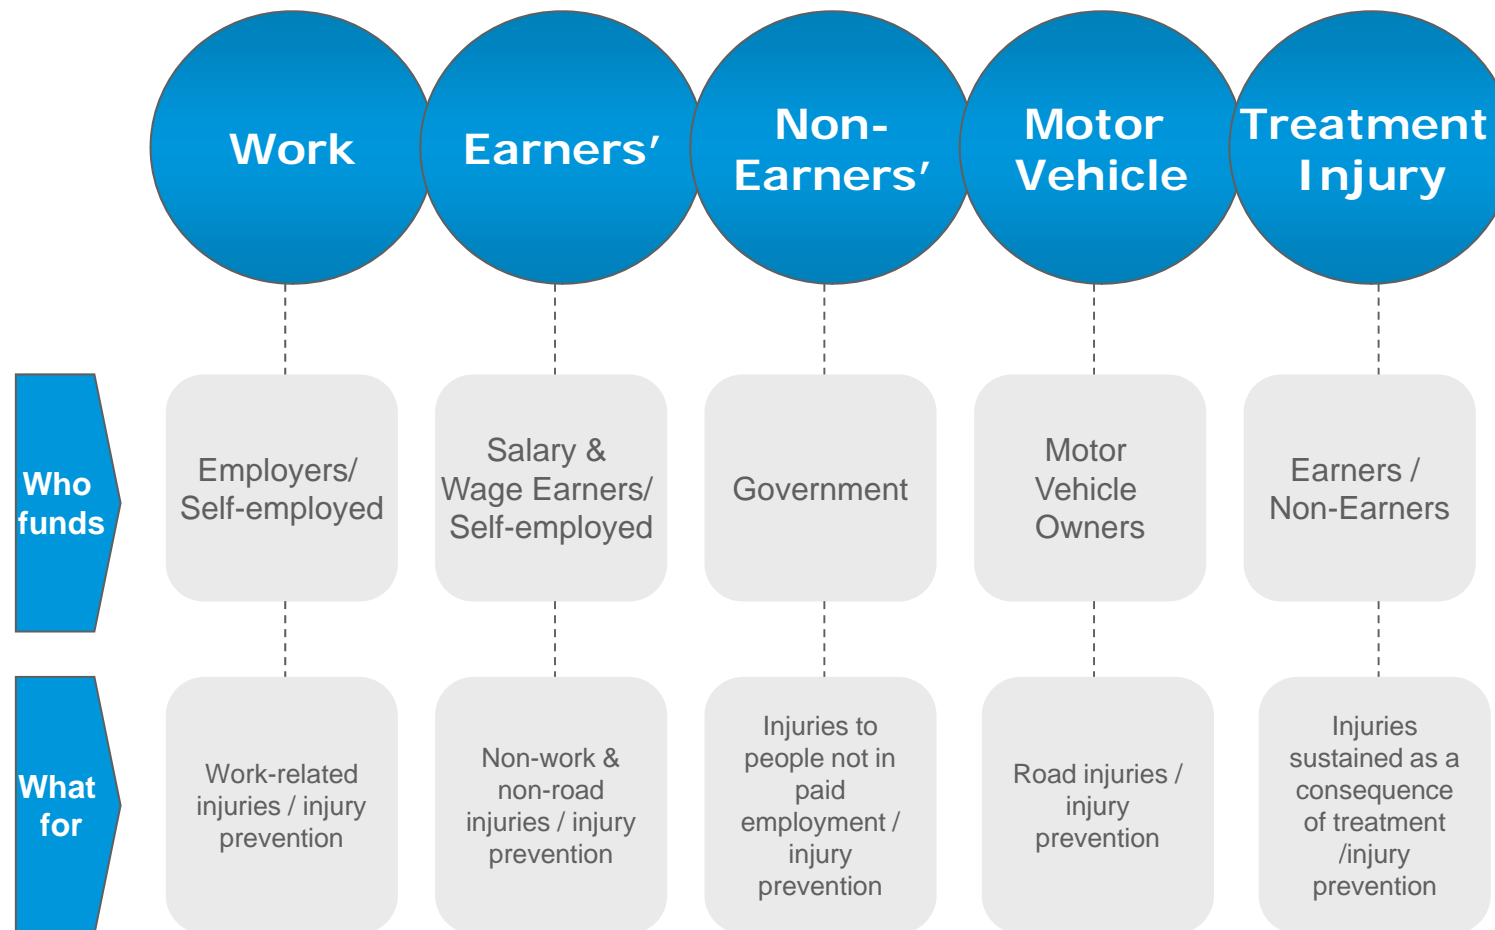 Work
Earners’
Non-
Earners’
Motor
Vehicle
Treatment
Injury
Who
funds
Employers/
Self-employed
Salary &
Wage Earners/
Self-employed
Government
Motor
Vehicle
Owners
Earners /
Non-Earners
What
for
Work-related
injuries / injury
prevention
Non-work &
non-road
injuries / injury
prevention
Injuries to
people not in
paid
employment /
injury
prevention
Road injuries /
injury
prevention
Injuries
sustained as a
consequence
of treatment
/injury
prevention